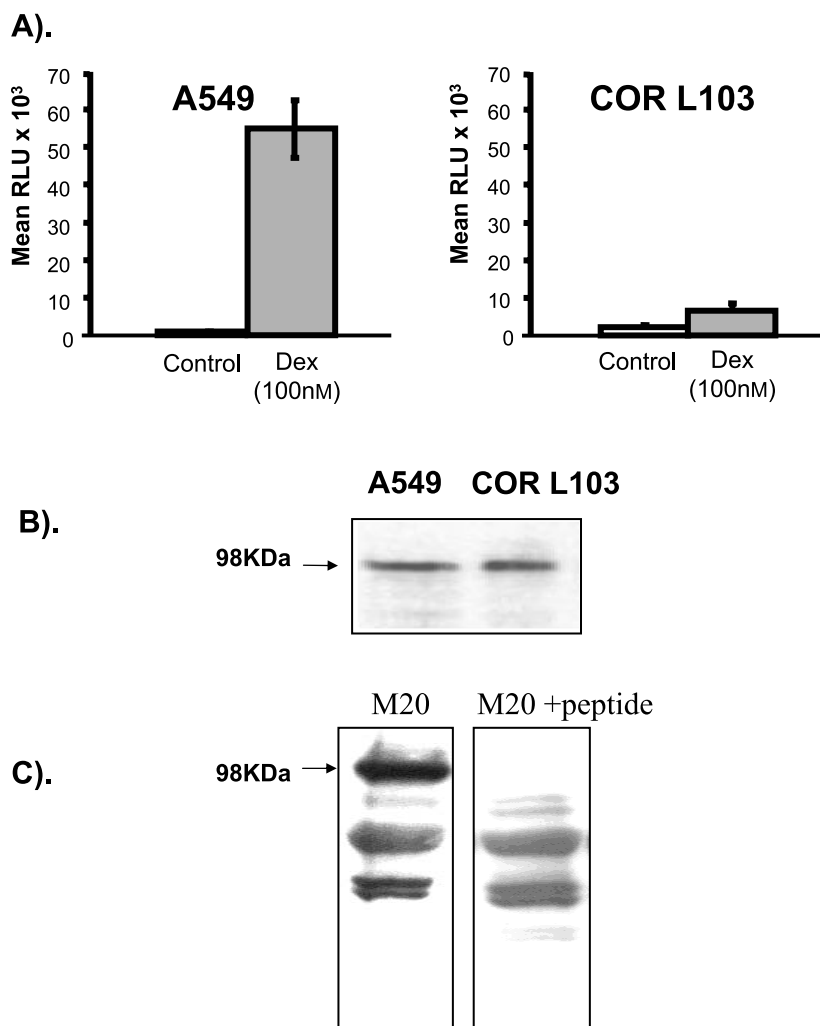 A).
A549
Mean RLU x 10³
70
60
50
40
30
20
10
0
Control
Dex
(100nM)
COR L103
Mean RLU x 10³
70
60
50
40
30
20
10
0
Control
Dex
(100nM)
B).
A549 COR L103
98KDa
C).
M20
M20 +peptide
98KDa